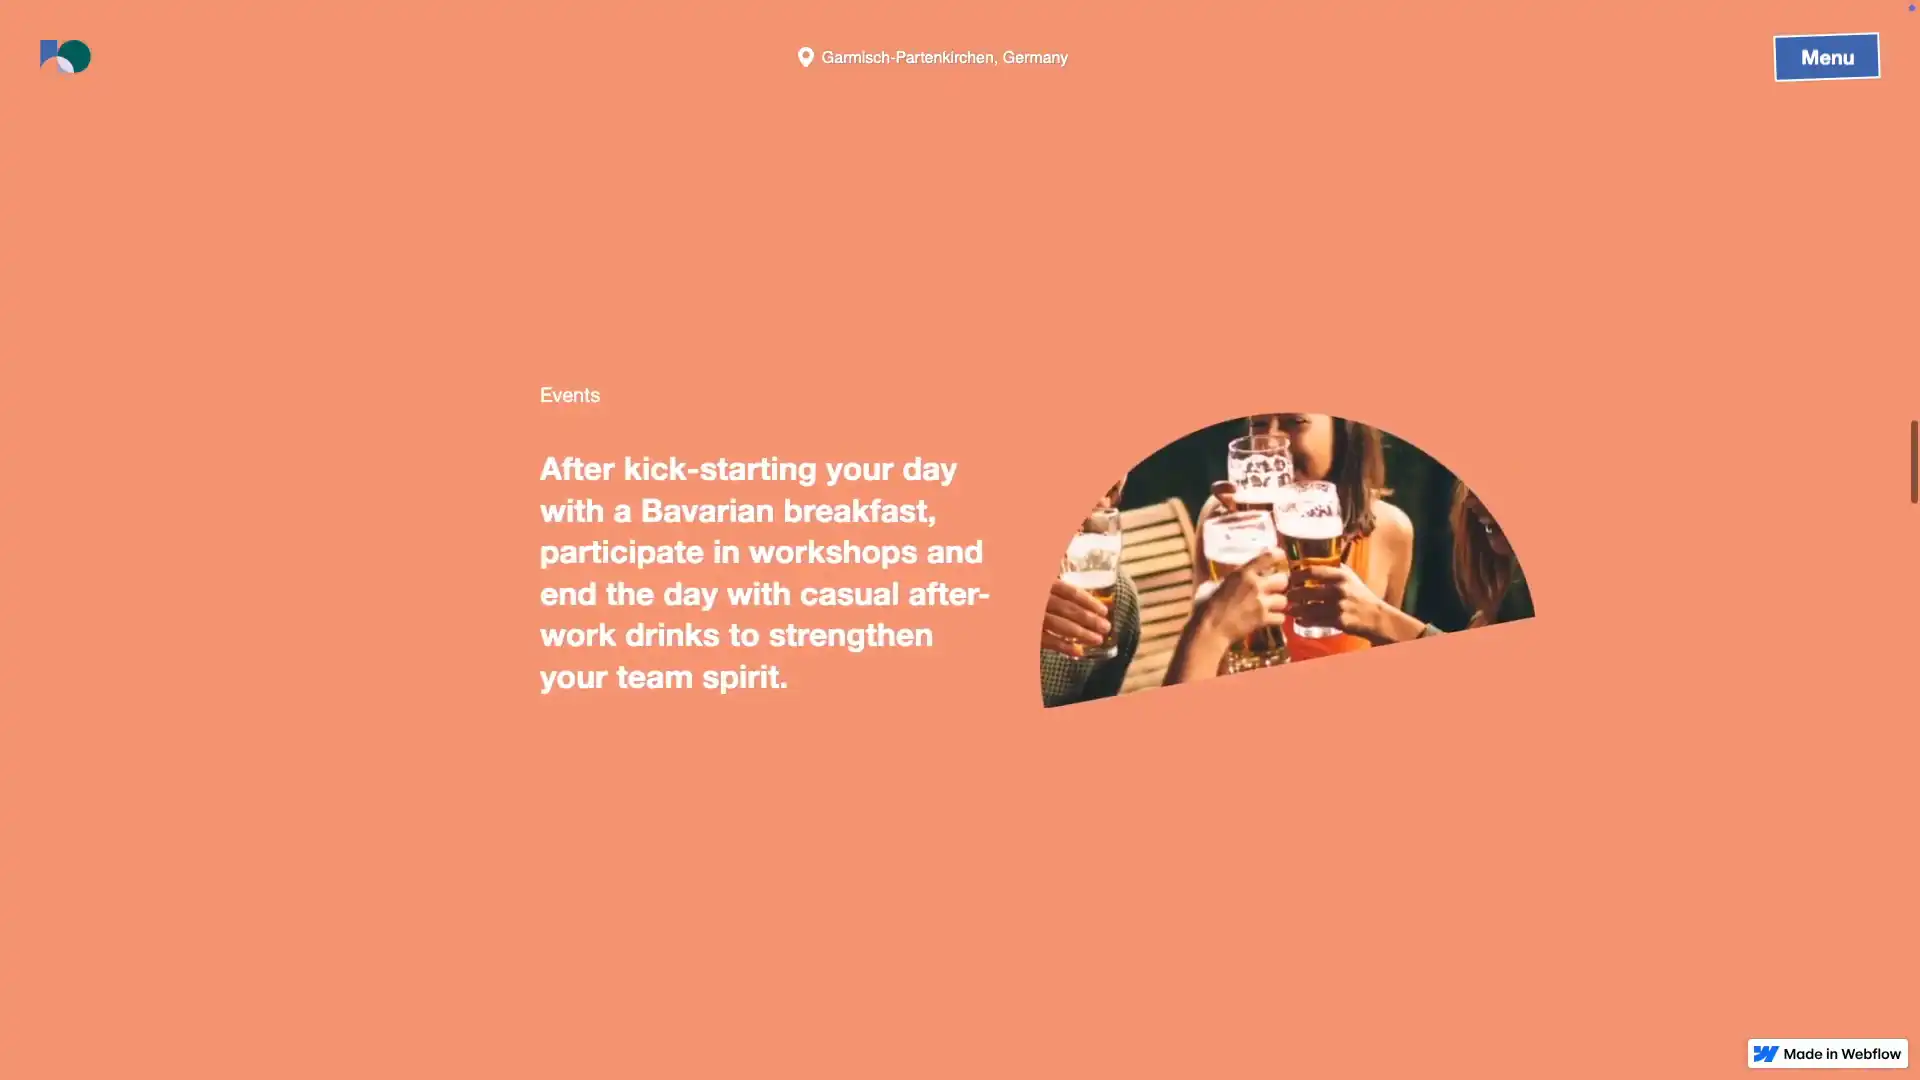 Garmisch-Partenkirchen, Germany
Menu
Events
After kick-starting your day
with a Bavarian breakfast,
participate in workshops and
end the day with casual after-
work drinks to strengthen
your team spirit.
Made in Webflow